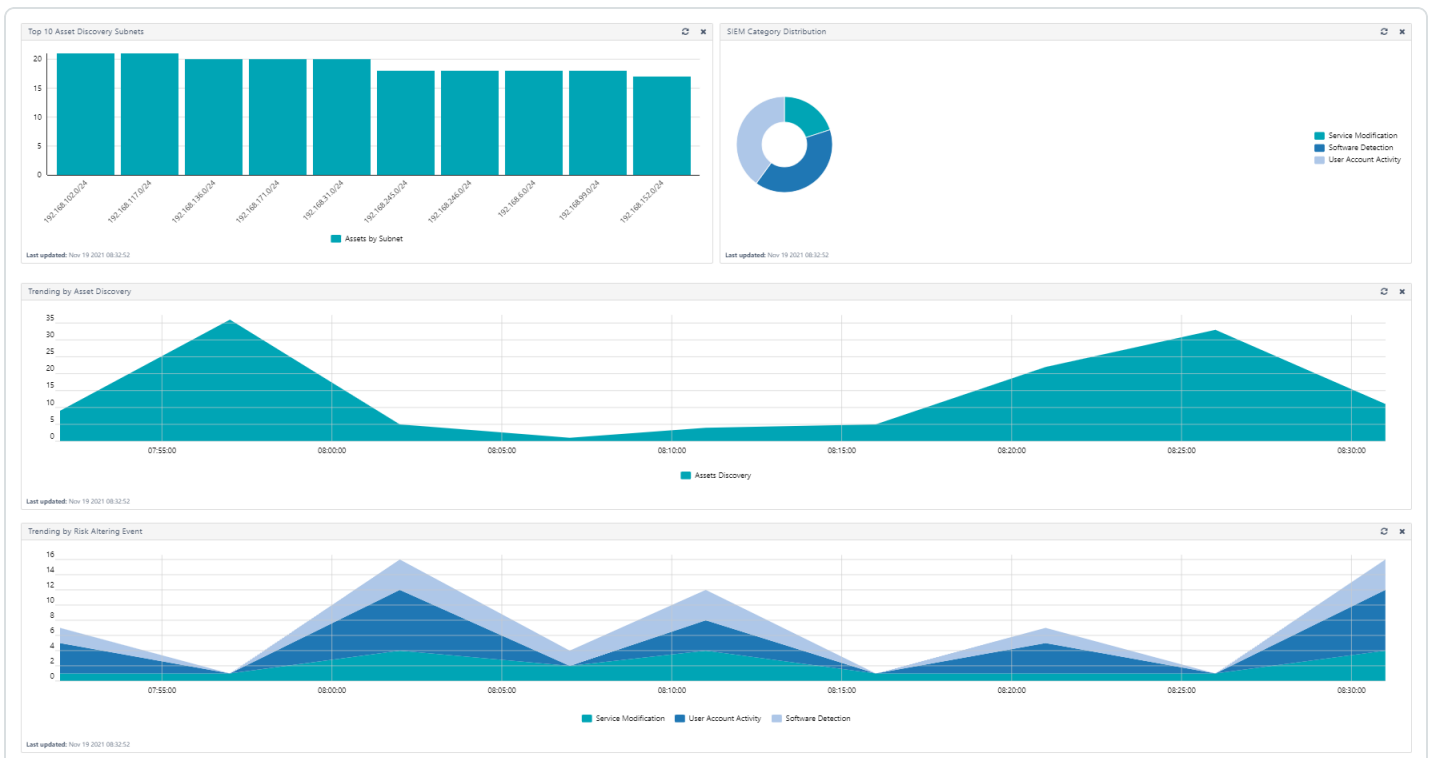 Top 10 Asset Discovery Subnets
20
15
10
5
0
192.168.102.0/24
192.168.117.0/24
192.168.136.0/24
192.168.171.0/24
192.168.31.0/24
192.168.245.0/24
192.168.246.0/24
192.168.6.0/24
192.168.99.0/24
192.168.152.0/24
Assets by Subnet
Last updated: Nov 19 2021 08:32:52
SIEM Category Distribution
Service Modification
Software Detection
User Account Activity
Last updated: Nov 19 2021 08:32:52
Trending by Asset Discovery
35
30
25
20
15
10
5
0
07:55:00 08:00:00 08:05:00 08:10:00 08:15:00 08:20:00 08:25:00 08:30:00
Assets Discovery
Last updated: Nov 19 2021 08:32:52
Trending by Risk Altering Event
16
14
12
10
8
6
4
2
0
07:55:00 08:00:00 08:05:00 08:10:00 08:15:00 08:20:00 08:25:00 08:30:00
Service Modification User Account Activity Software Detection
Last updated: Nov 19 2021 08:32:52